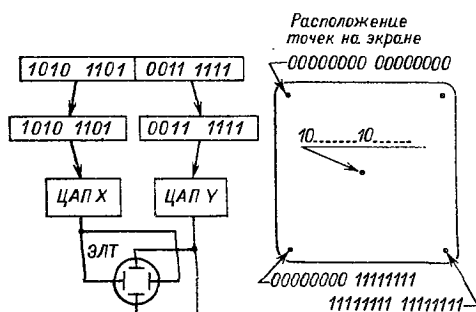 Расположение
точек на экране
00000000 00000000
1010 1101 0011 1111
1010 1101
0011 1111
10.......10.......
ЦАП X
ЦАП Y
ЭЛТ
00000000 11111111
11111111 11111111